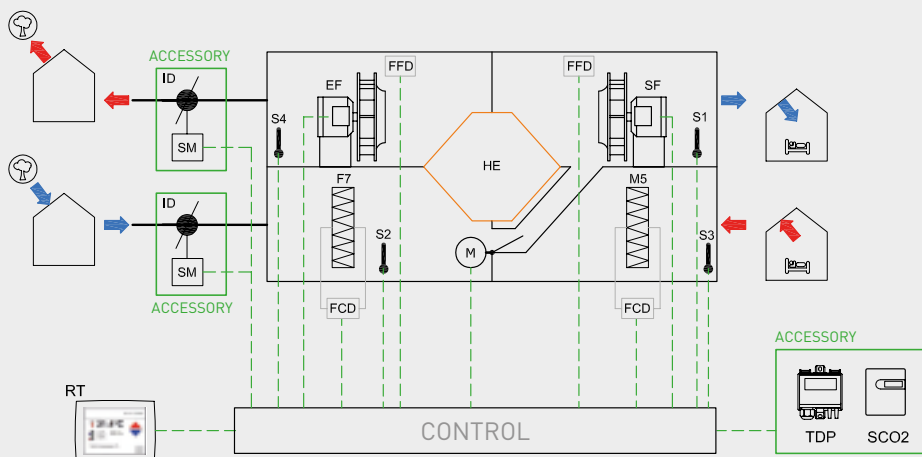 ACCESSORY
ID
SM
EF
FFD
FFD
SF
S4
S1
HE
F7
M5
ID
S2
M
S3
SM
ACCESSORY
FCD
FCD
RT
CONTROL
ACCESSORY
TDP
SCO2